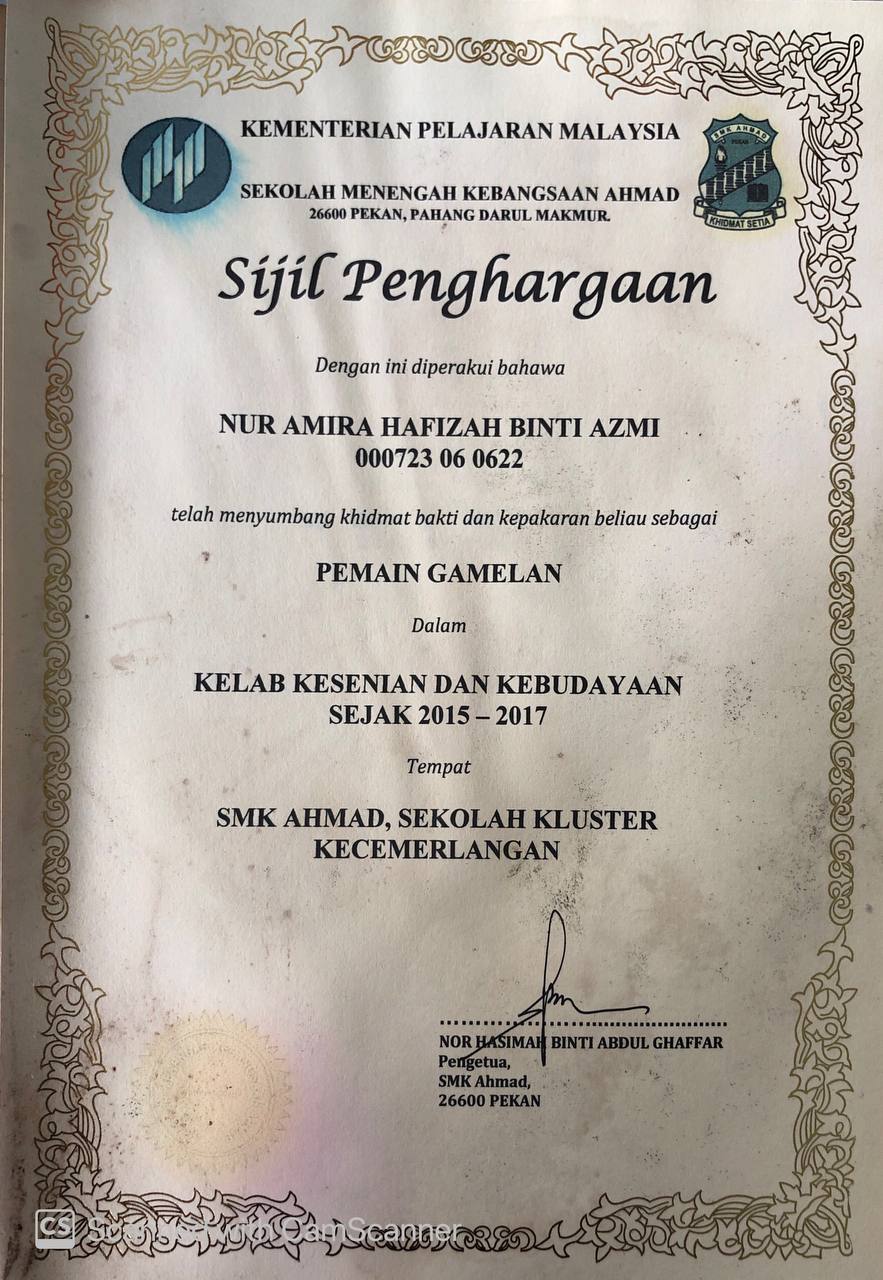 KEMENTERIAN PELAJARAN MALAYSIA
SMK AHMAD
PEKAN
KHIDMAT SETIA
SEKOLAH MENENGAH KEBANGSAAN AHMAD
26600 PEKAN, PAHANG DARUL MAKMUR.
Sijil Penghargaan
Dengan ini diperakui bahawa
NUR AMIRA HAFIZAH BINTI AZMI
000723 06 0622
telah menyumbang khidmat bakti dan kepakaran beliau sebagai
PEMAIN GAMELAN
Dalam
KELAB KESENIAN DAN KEBUDAYAAN
SEJAK 2015 – 2017
Tempat
SMK AHMAD, SEKOLAH KLUSTER
KECEMERLANGAN
NOR HASIMAH BINTI ABDUL GHAFFAR
Pengetua,
SMK Ahmad,
26600 PEKAN
CS Scanned with CamScanner